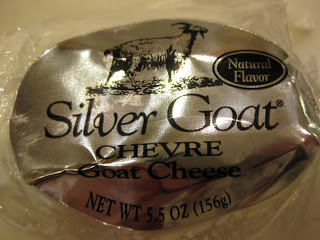 Natural
Flavor
Silver Goat®
CHEVRE
Goat Cheese
NET WT 5.5 OZ (156g)